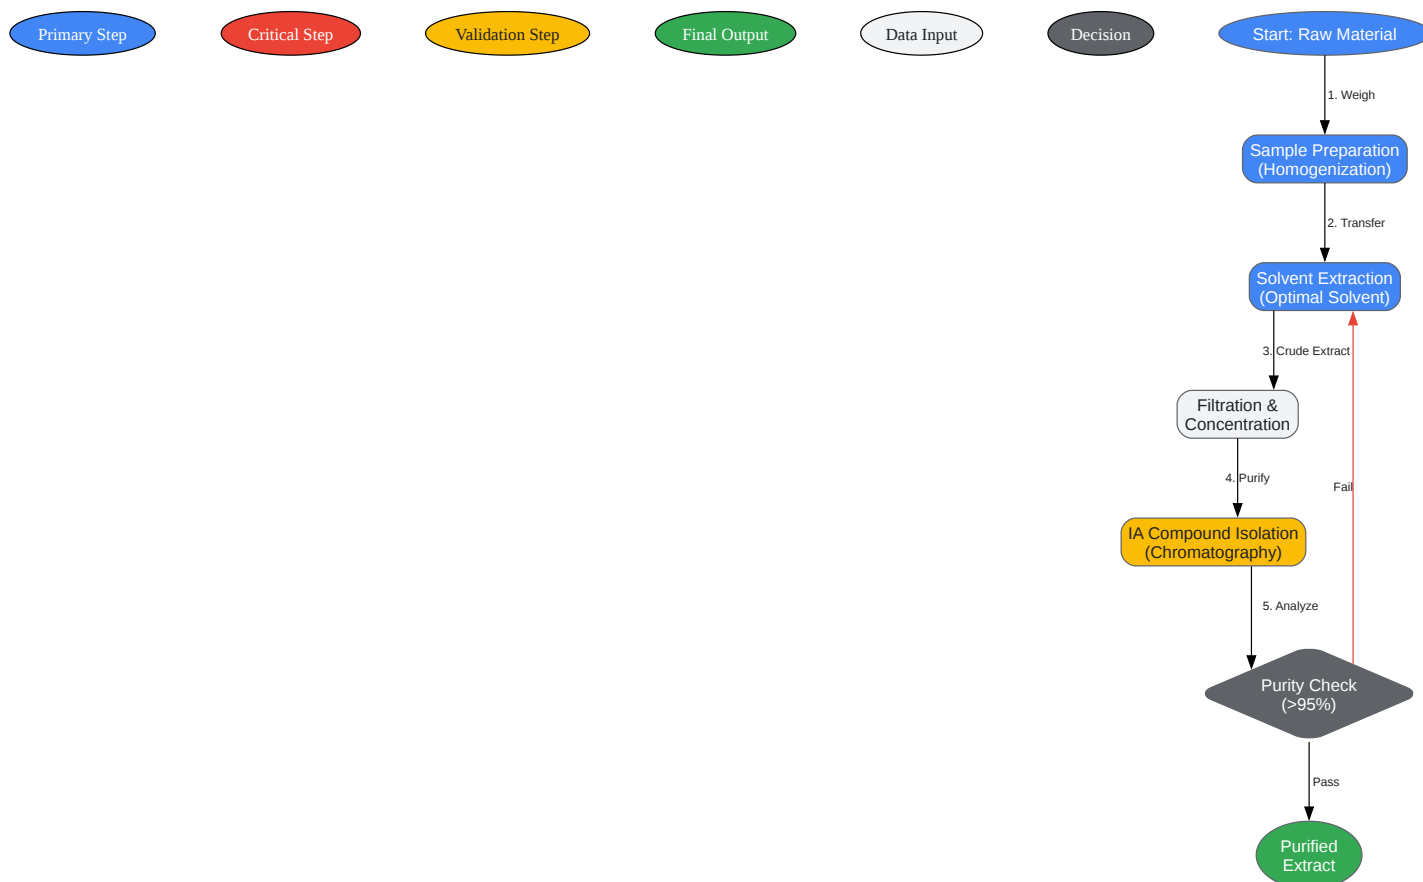 Primary Step
Critical Step
Validation Step
Final Output
Data Input
Decision
Start: Raw Material
1. Weigh
Sample Preparation
(Homogenization)
2. Transfer
Solvent Extraction
(Optimal Solvent)
3. Crude Extract
Filtration &
Concentration
4. Purify
Fail
IA Compound Isolation
(Chromatography)
5. Analyze
Purity Check
(>95%)
Pass
Purified
Extract